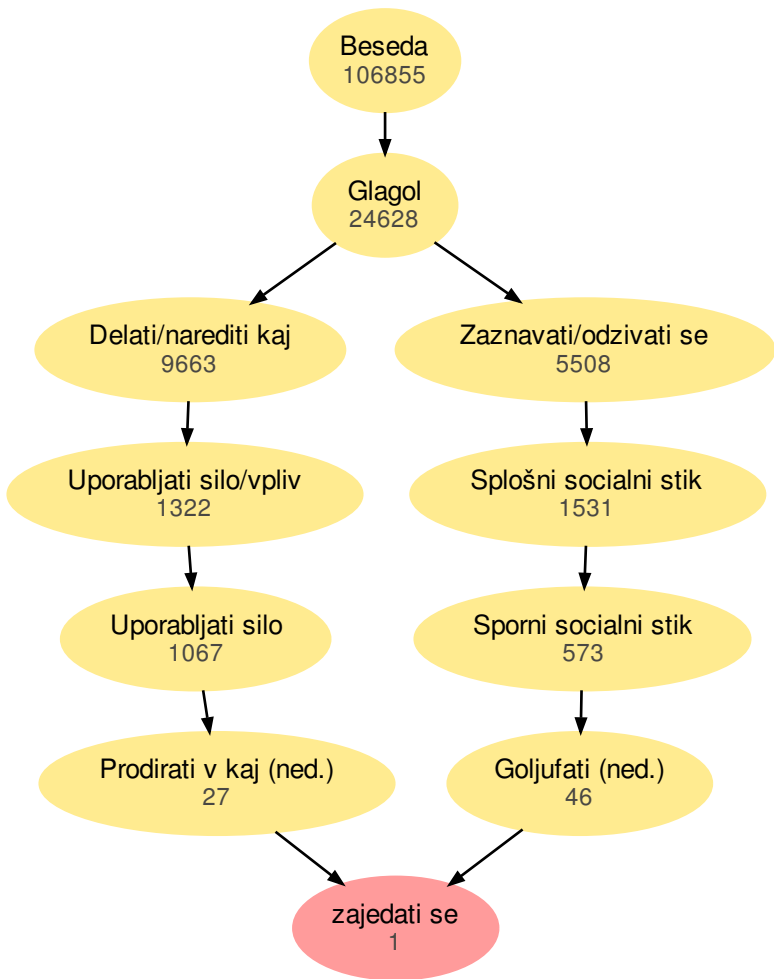 Beseda
106855
Glagol
24628
Delati/narediti kaj
9663
Zaznavati/odzivati se
5508
Uporabljati silo/vpliv
1322
Splošni socialni stik
1531
Uporabljati silo
1067
Sporni socialni stik
573
Prodirati v kaj (ned.)
27
Goljufati (ned.)
46
zajedati se
1